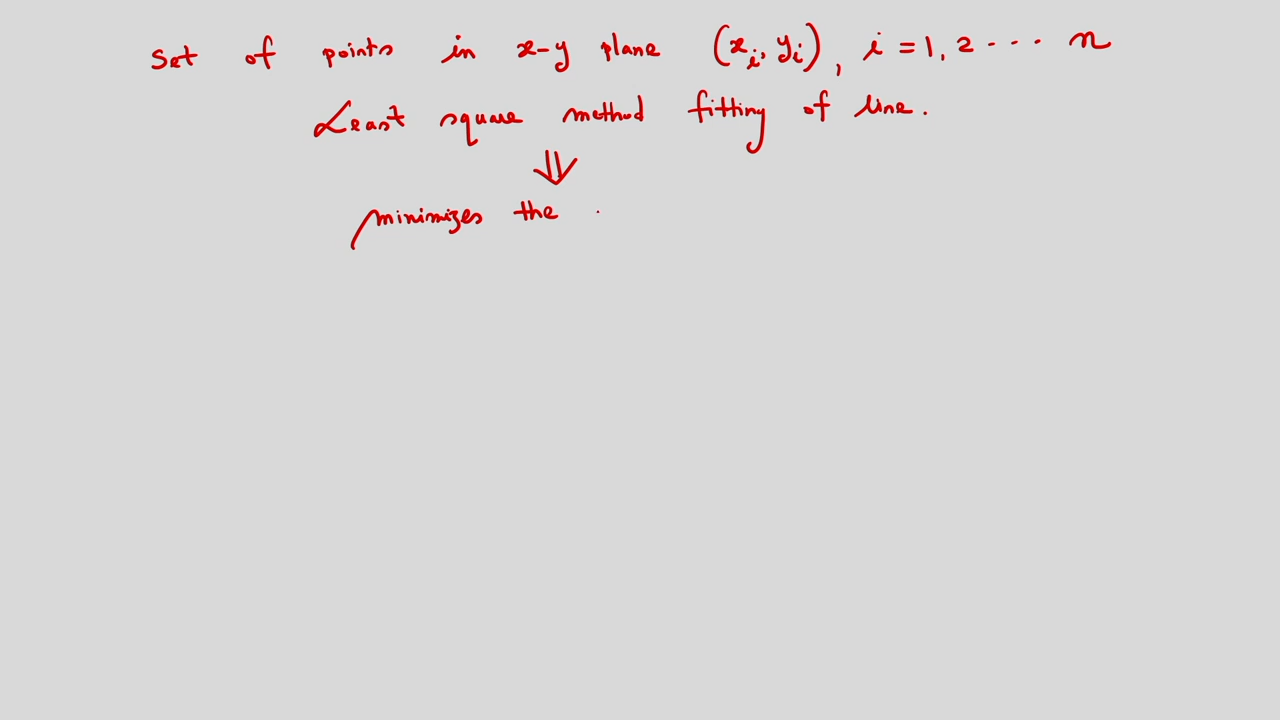 Set of points in x-y plane (xi, yi), i = 1, 2 ... n
Least square method fitting of line.
⇓
minimizes the